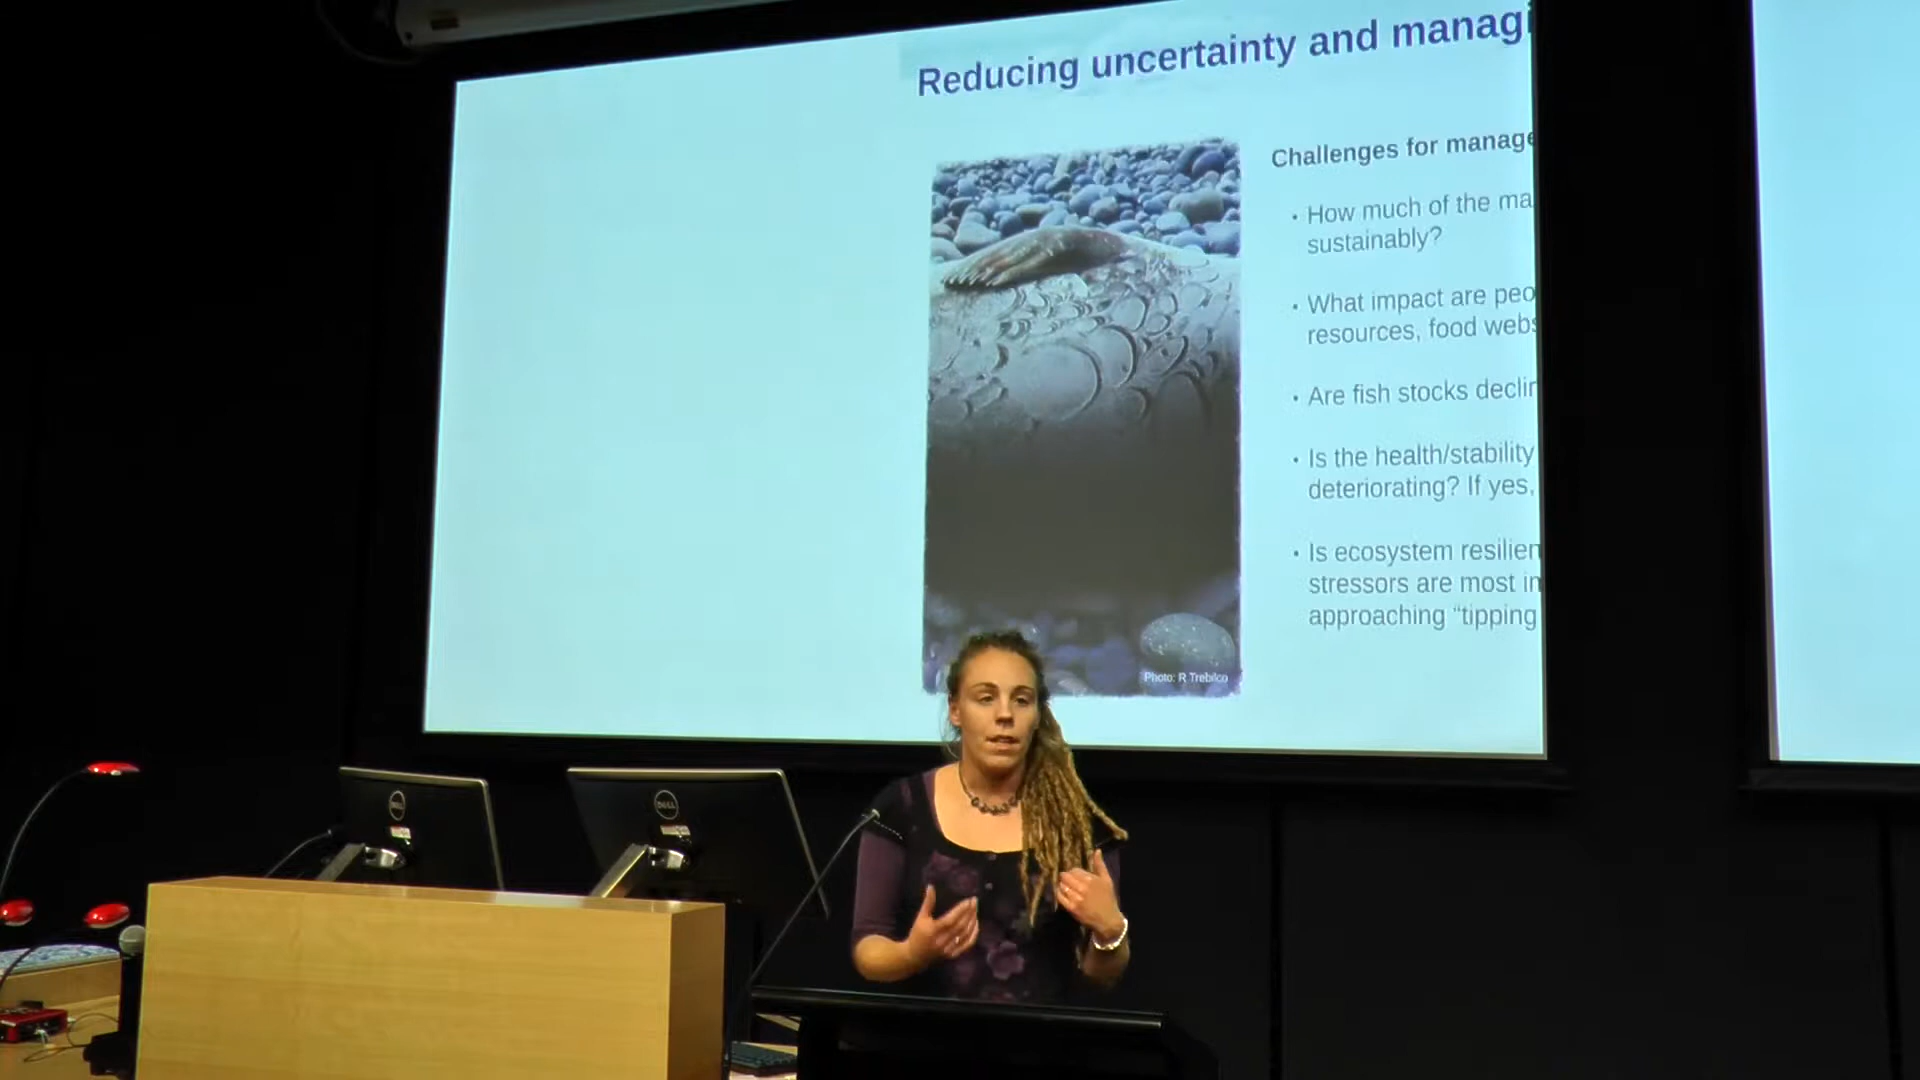 Reducing uncertainty and managi
Challenges for manage
• How much of the ma
sustainably?
• What impact are peo
resources, food webs
• Are fish stocks declin
• Is the health/stability
deteriorating? If yes,
• Is ecosystem resilien
stressors are most in
approaching “tipping
Photo: R Trebilco
DELL
DELL